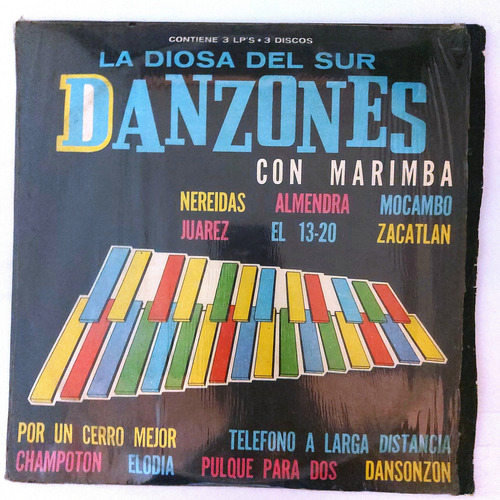 CONTIENE 3 LP'S • 3 DISCOS
LA DIOSA DEL SUR
DANZONES
CON MARIMBA
NEREIDAS ALMENDRA MOCAMBO
JUAREZ EL 13-20 ZACATLAN
POR UN CERRO MEJOR TELEFONO A LARGA DISTANCIA
CHAMPOTON ELODIA PULQUE PARA DOS DANSONZON